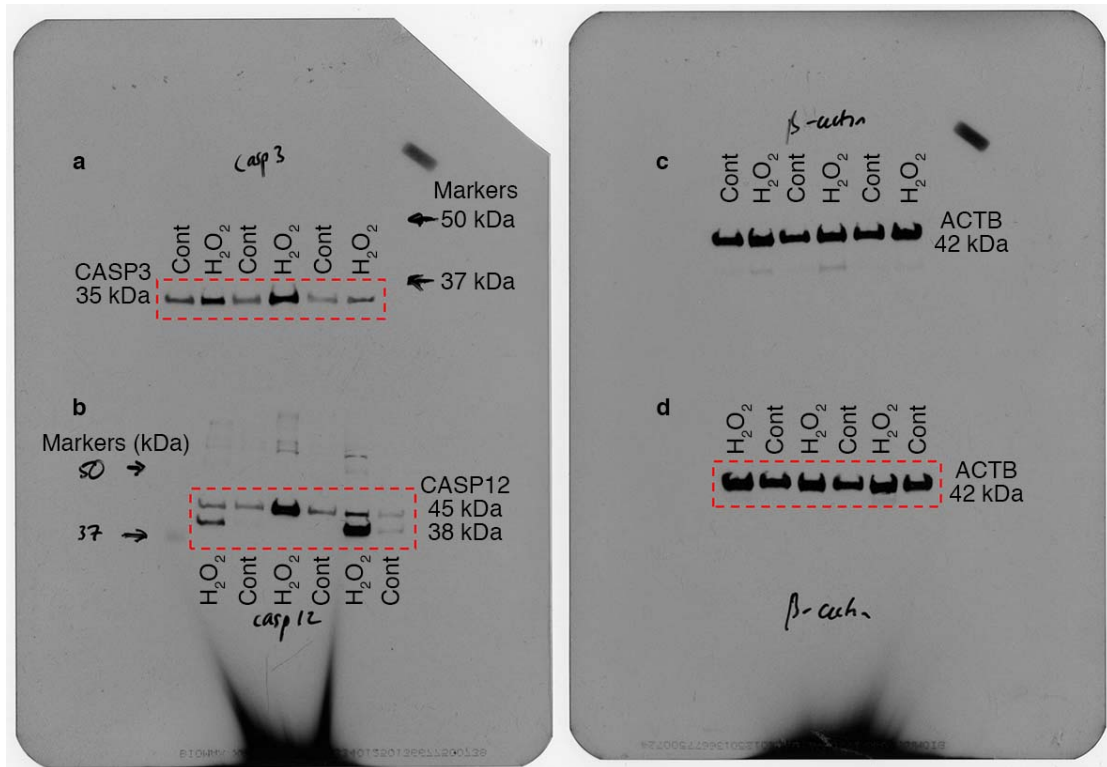 a
casp 3
Markers
50 kDa
37 kDa
Cont
H₂O₂
Cont
H₂O₂
Cont
H₂O₂
CASP3
35 kDa
b
Markers (kDa)
50
37
CASP12
45 kDa
38 kDa
H₂O₂
Cont
H₂O₂
Cont
H₂O₂
Cont
casp 12
c
β-actin
Cont
H₂O₂
Cont
H₂O₂
Cont
H₂O₂
ACTB
42 kDa
d
H₂O₂
Cont
H₂O₂
Cont
H₂O₂
Cont
ACTB
42 kDa
β-actin